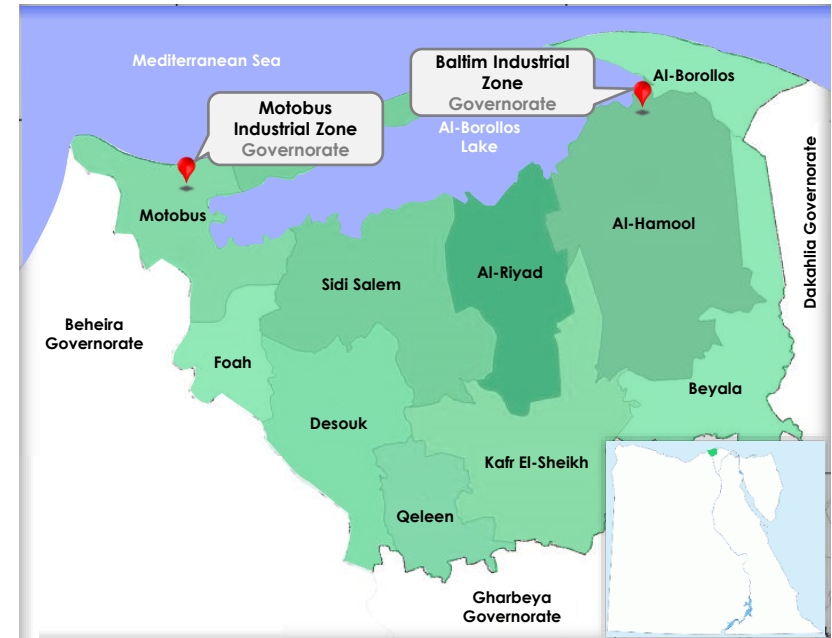 Mediterranean Sea
Baltim Industrial
Zone
Governorate
Al-Borollos
Motobus
Industrial Zone
Governorate
Al-Borollos
Lake
Motobus
Al-Hamool
Dakahlia Governorate
Sidi Salem
Al-Riyad
Beheira
Governorate
Foah
Beyala
Desouk
Kafr El-Sheikh
Qeleen
Gharbeya
Governorate